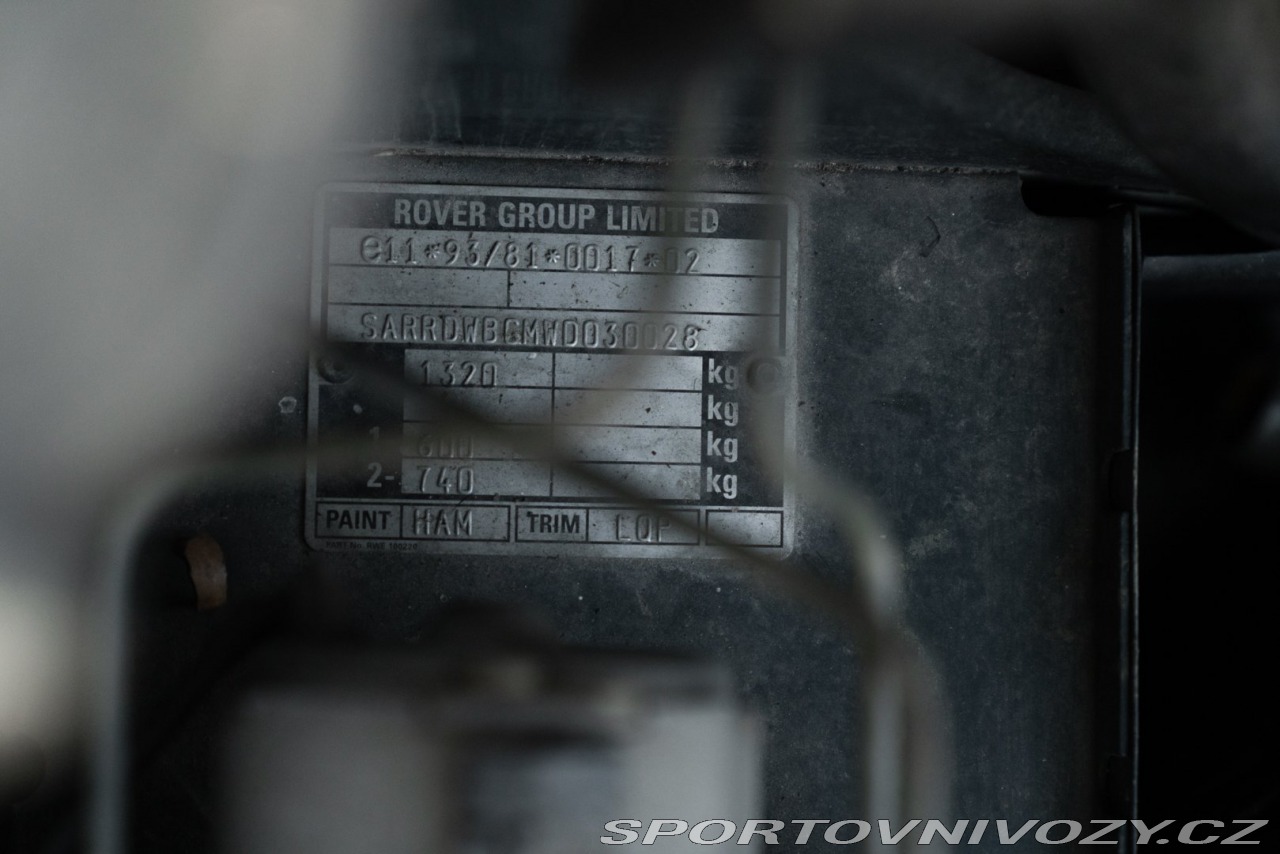 ROVER GROUP LIMITED
e11*93/81*0017*02
SARRDWBGMWD030028
1320 kg
kg
1- 600 kg
2- 740 kg
PAINT HAM TRIM LOP
SPORTOVNIVOZY.CZ